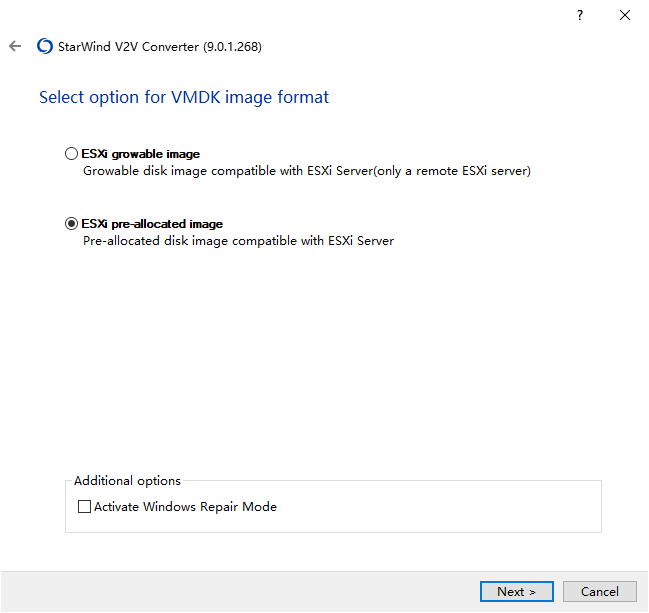 ?
StarWind V2V Converter (9.0.1.268)
Select option for VMDK image format
ESXi growable image
Growable disk image compatible with ESXi Server(only a remote ESXi server)
ESXi pre-allocated image
Pre-allocated disk image compatible with ESXi Server
Additional options
Activate Windows Repair Mode
Next >
Cancel